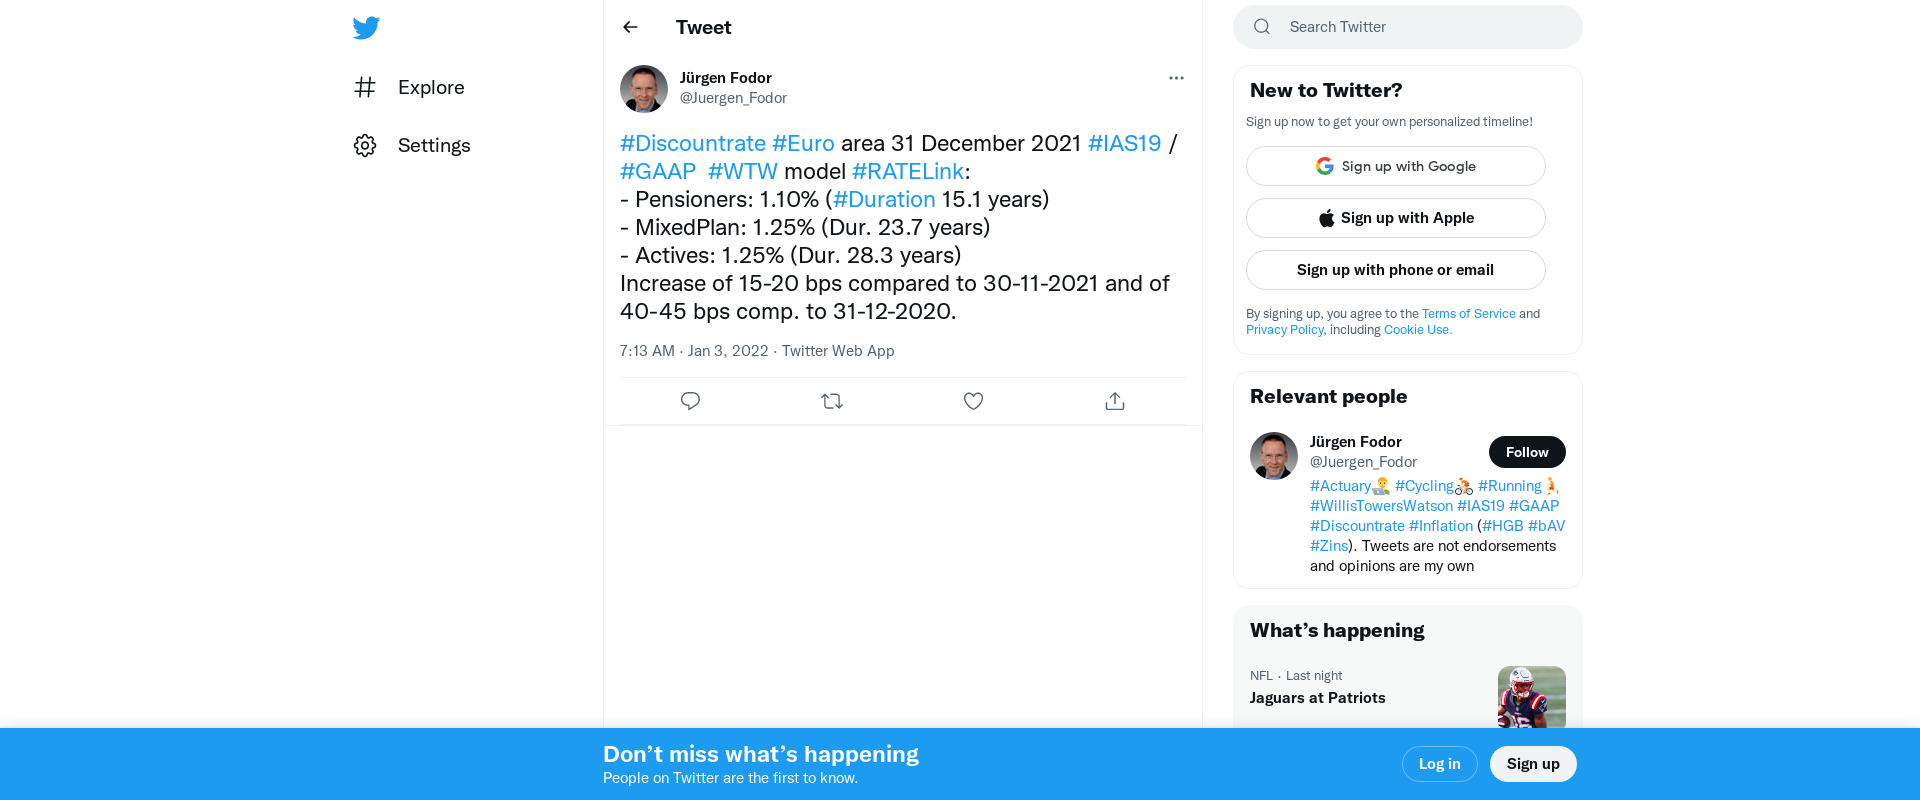 Explore
Settings
Tweet
Jürgen Fodor
@Juergen_Fodor
#Discountrate #Euro area 31 December 2021 #IAS19 /
#GAAP  #WTW model #RATELink:
- Pensioners: 1.10% (#Duration 15.1 years)
- MixedPlan: 1.25% (Dur. 23.7 years)
- Actives: 1.25% (Dur. 28.3 years)
Increase of 15-20 bps compared to 30-11-2021 and of
40-45 bps comp. to 31-12-2020.
7:13 AM · Jan 3, 2022 · Twitter Web App
Search Twitter
New to Twitter?
Sign up now to get your own personalized timeline!
Sign up with Google
Sign up with Apple
Sign up with phone or email
By signing up, you agree to the Terms of Service and
Privacy Policy, including Cookie Use.
Relevant people
Jürgen Fodor
@Juergen_Fodor
Follow
#Actuary👨‍💻 #Cycling🚴 #Running🏃
#WillisTowersWatson #IAS19 #GAAP
#Discountrate #Inflation (#HGB #bAV
#Zins). Tweets are not endorsements
and opinions are my own
What’s happening
NFL · Last night
Jaguars at Patriots
Don’t miss what’s happening
People on Twitter are the first to know.
Log in
Sign up